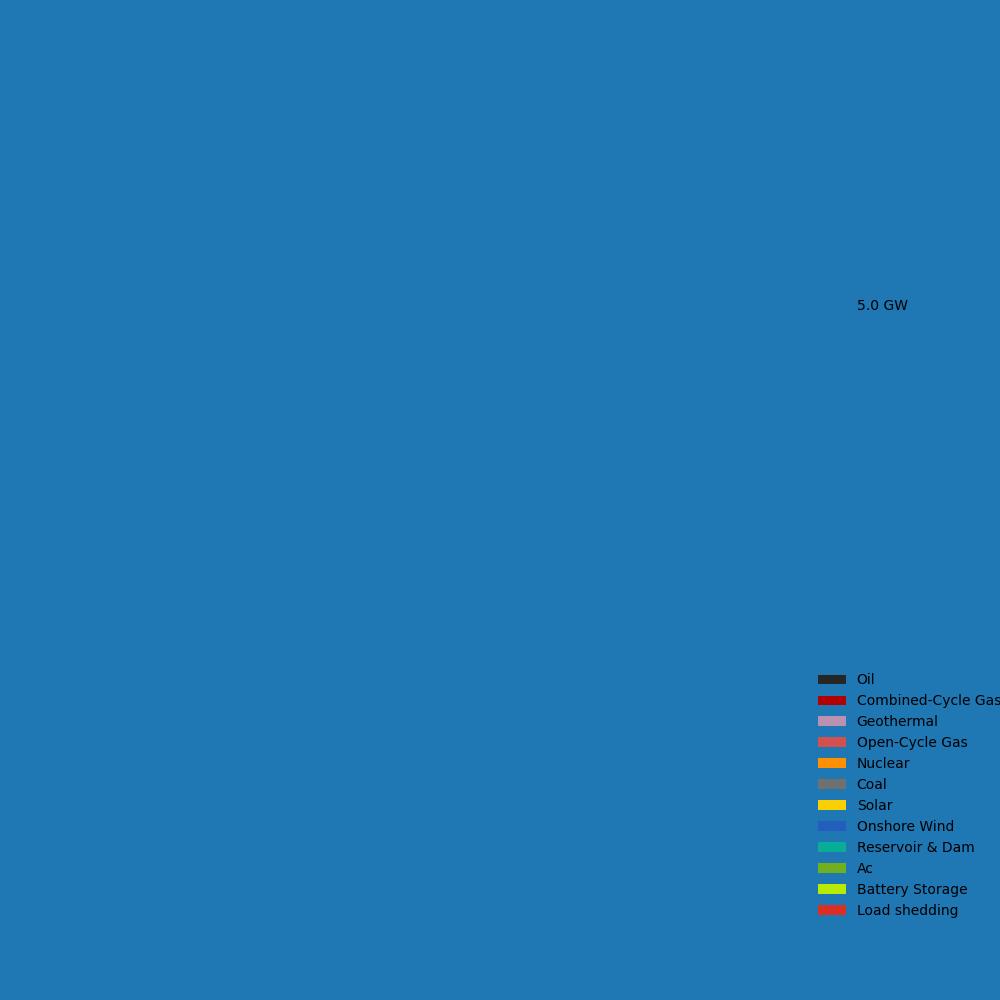 5.0 GW
Oil
Combined-Cycle Gas
Geothermal
Open-Cycle Gas
Nuclear
Coal
Solar
Onshore Wind
Reservoir & Dam
Ac
Battery Storage
Load shedding